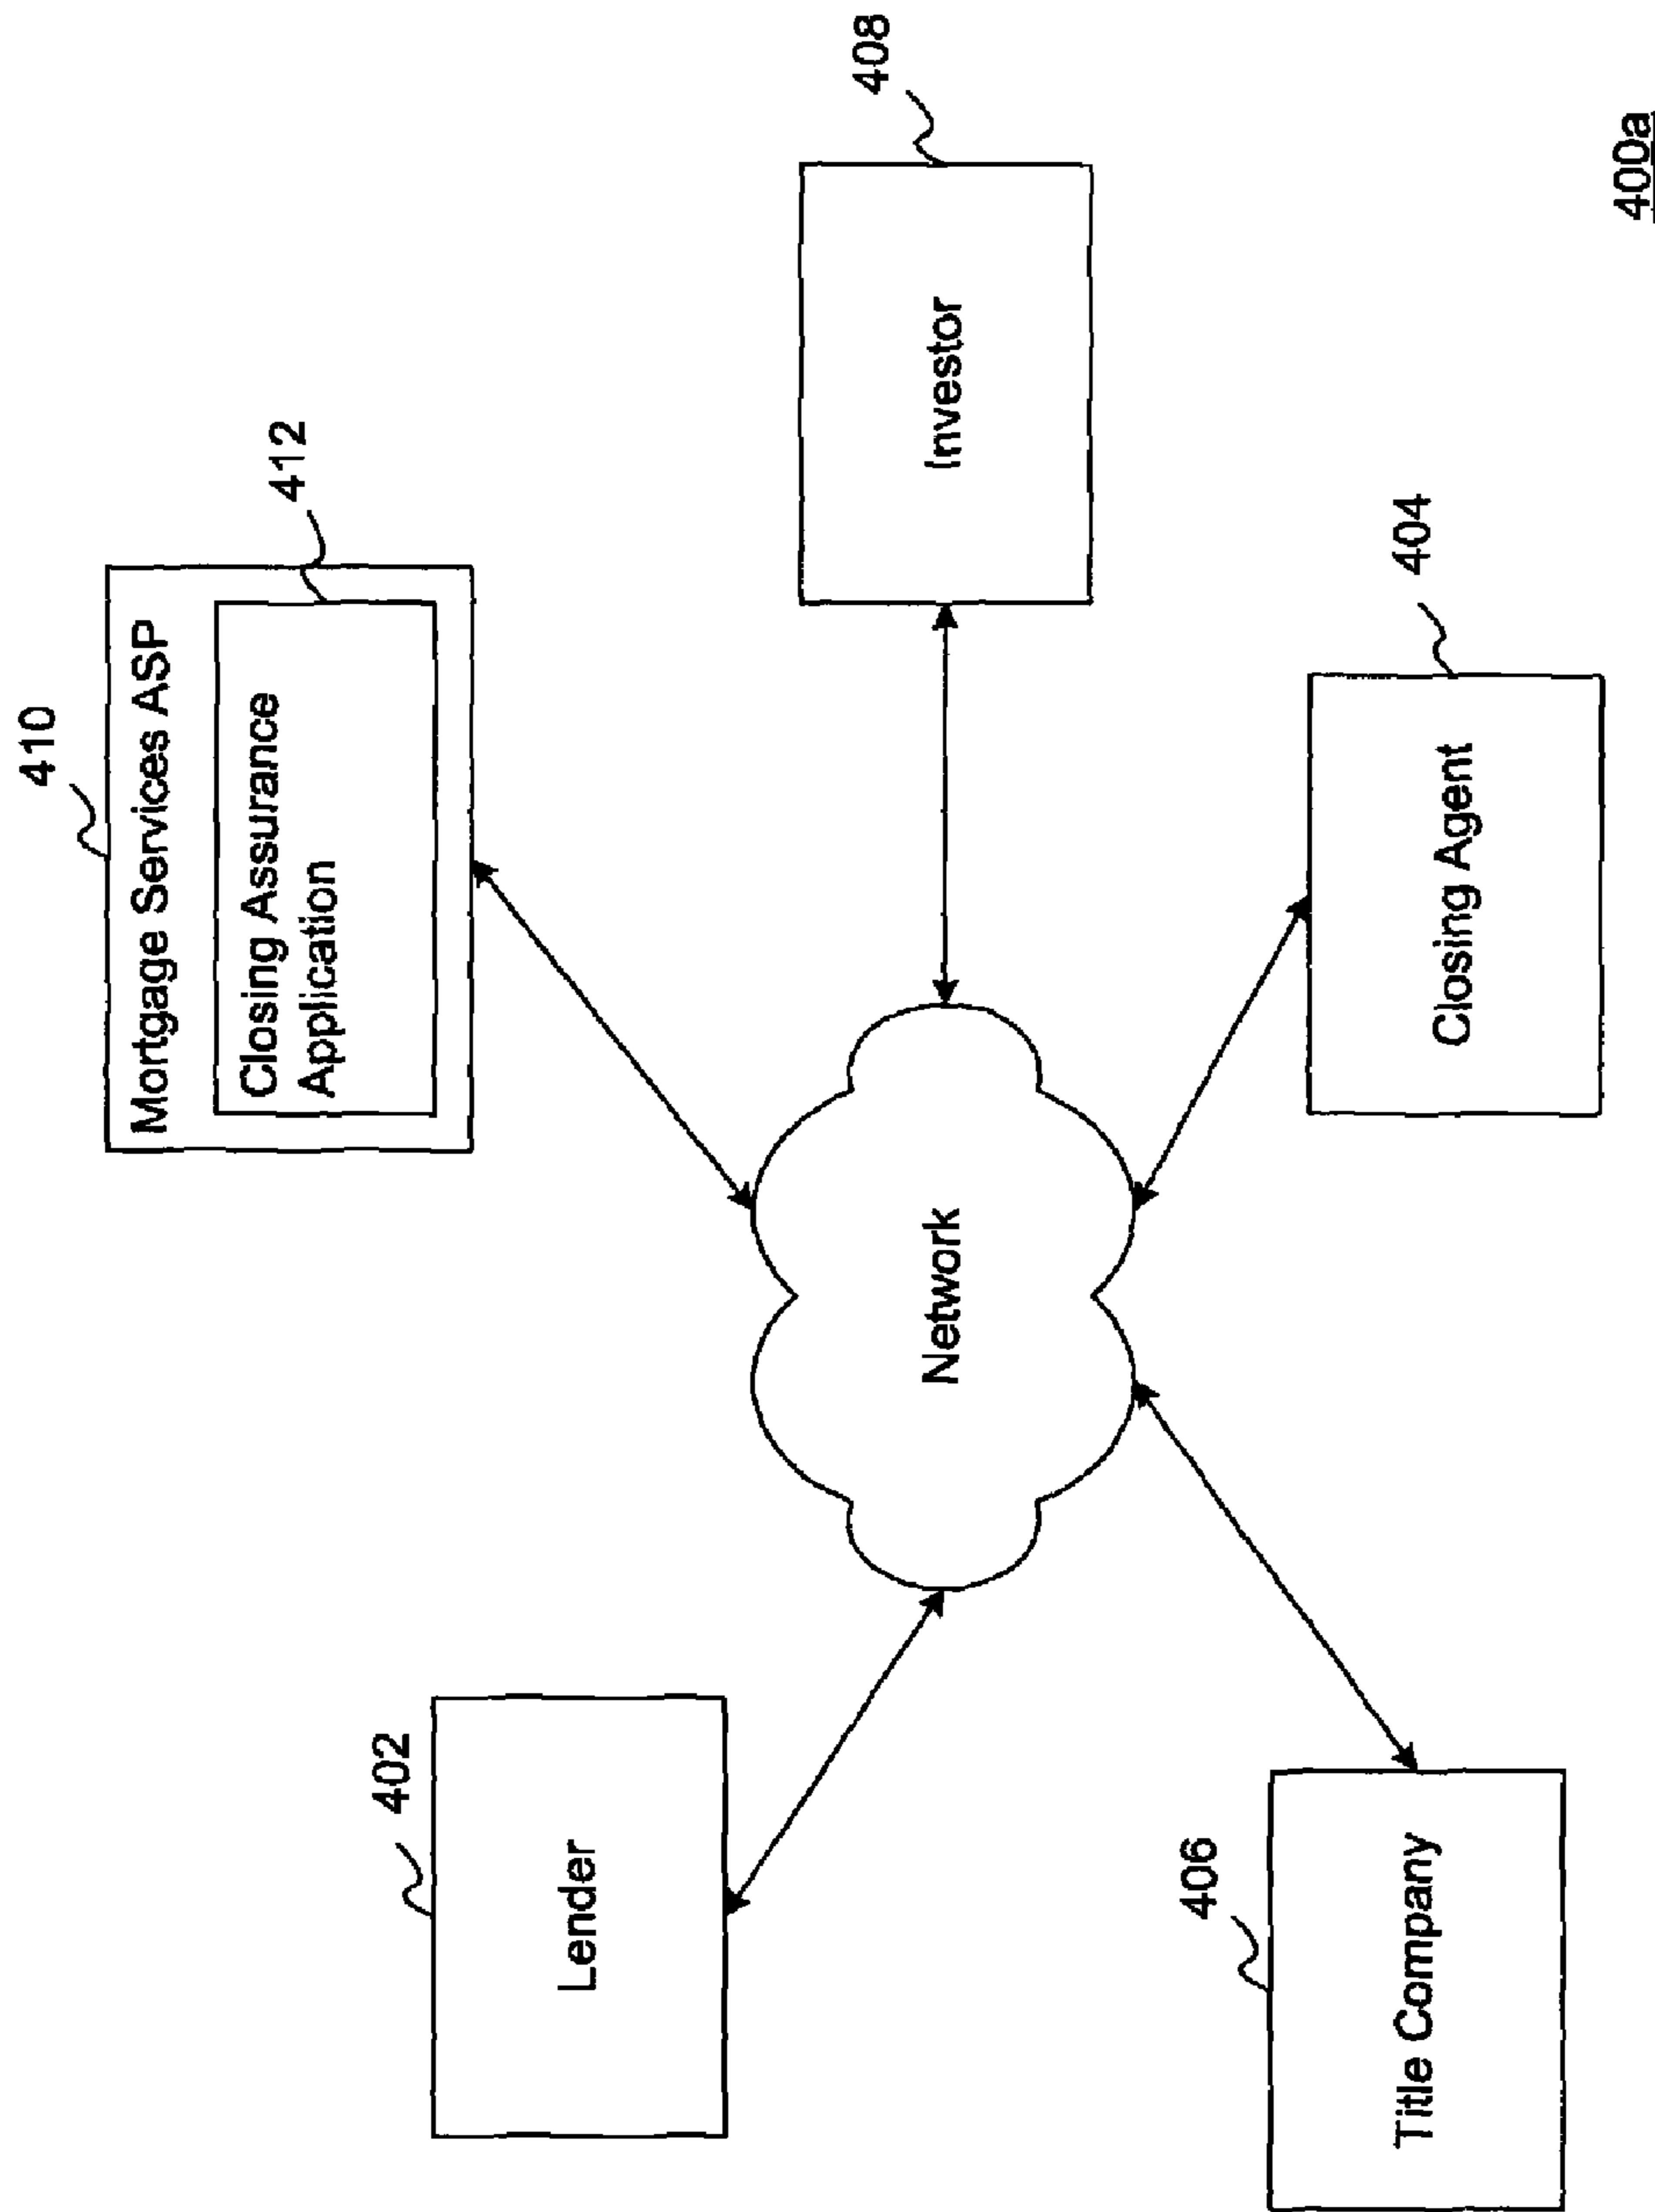 410
Mortgage Services ASP
412
Closing Assurance
Application
402
Lender
408
Investor
Network
406
Title Company
404
Closing Agent
400a